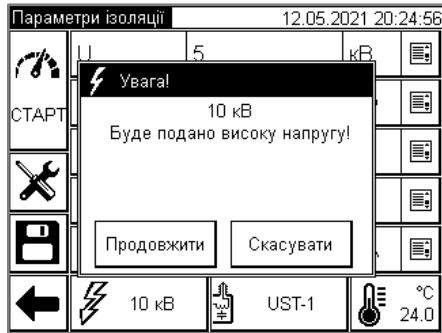 Параметри ізоляції 12.05.2021 20:24:56
U 5 кВ
Увага!
СТАРТ
10 кВ
Буде подано високу напругу!
Продовжити Скасувати
10 кВ UST-1 °C
24.0